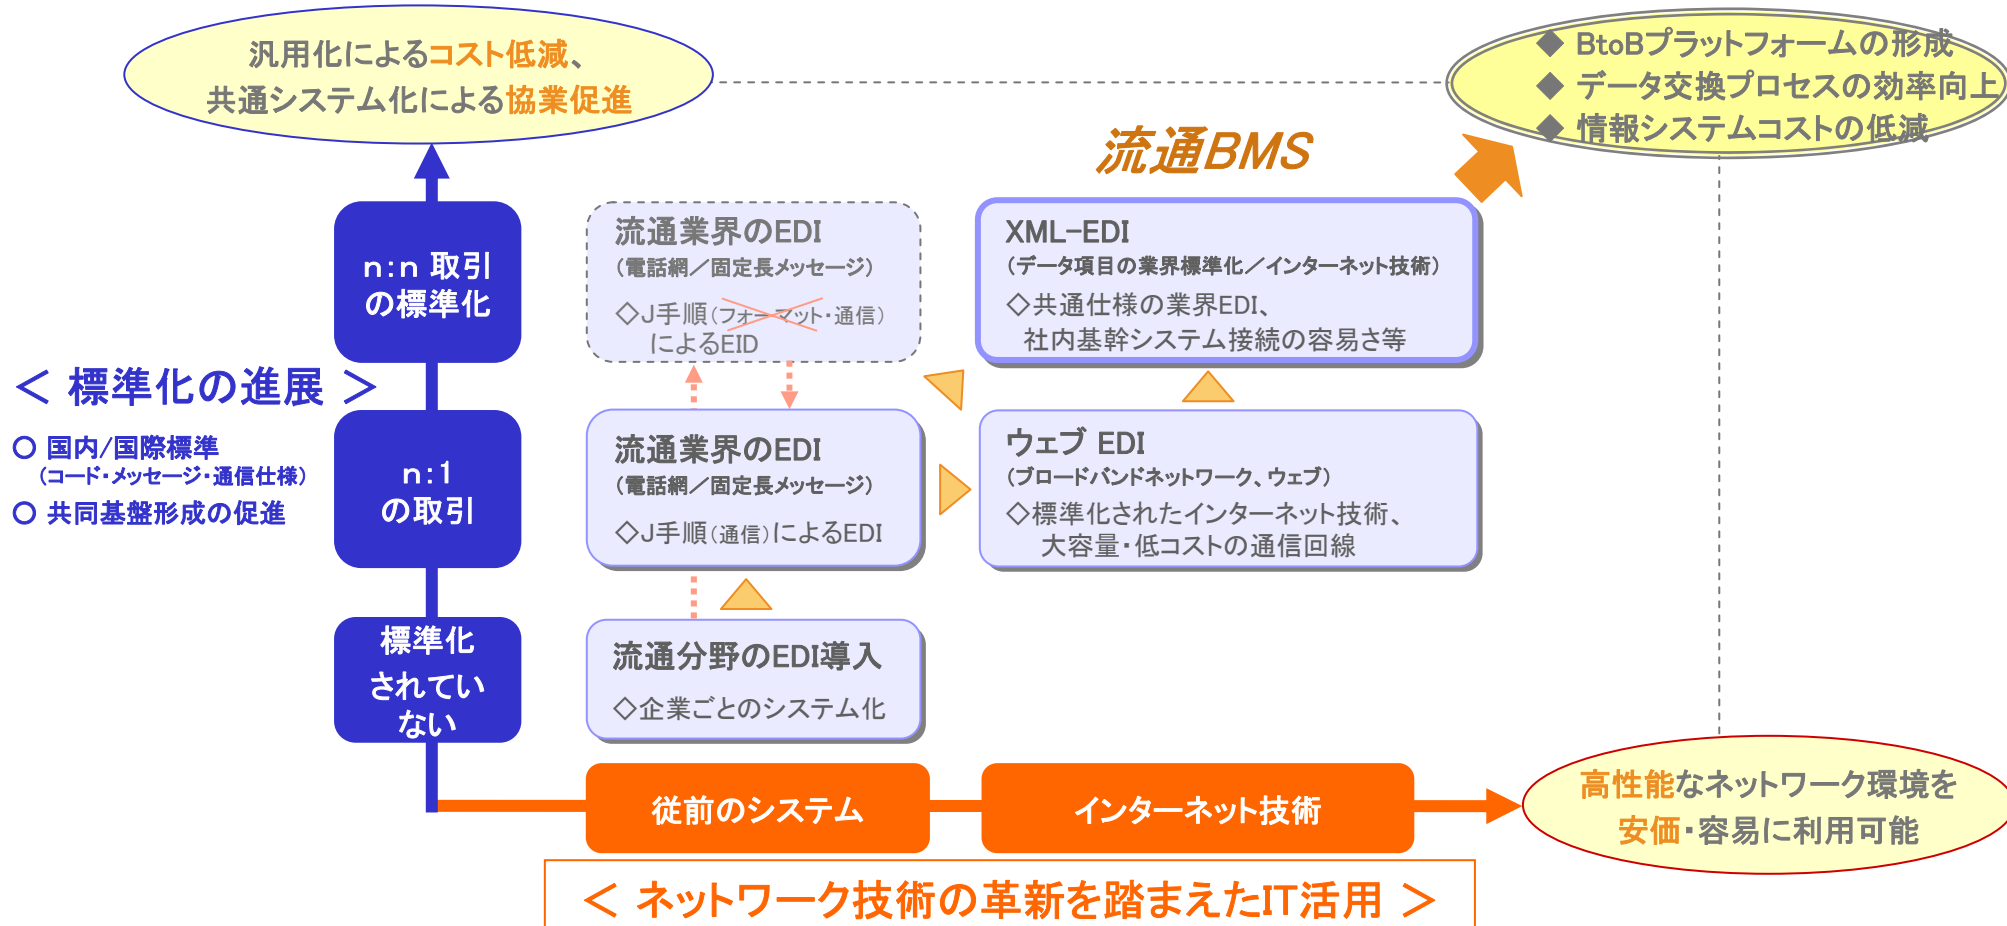 汎用化によるコスト低減、
共通システム化による協業促進
◆ BtoBプラットフォームの形成
◆ データ交換プロセスの効率向上
◆ 情報システムコストの低減
流通BMS
n:n 取引
の標準化
流通業界のEDI
(電話網／固定長メッセージ)
◇J手順(フォーマット・通信)
によるEID
XML-EDI
(データ項目の業界標準化／インターネット技術)
◇共通仕様の業界EDI、
社内基幹システム接続の容易さ等
＜ 標準化の進展 ＞
○ 国内/国際標準
(コード・メッセージ・通信仕様)
○ 共同基盤形成の促進
n:1
の取引
流通業界のEDI
(電話網／固定長メッセージ)
◇J手順(通信)によるEDI
ウェブ EDI
(ブロードバンドネットワーク、ウェブ)
◇標準化されたインターネット技術、
大容量・低コストの通信回線
標準化
されてい
ない
流通分野のEDI導入
◇企業ごとのシステム化
従前のシステム
インターネット技術
高性能なネットワーク環境を
安価・容易に利用可能
＜ ネットワーク技術の革新を踏まえたIT活用 ＞